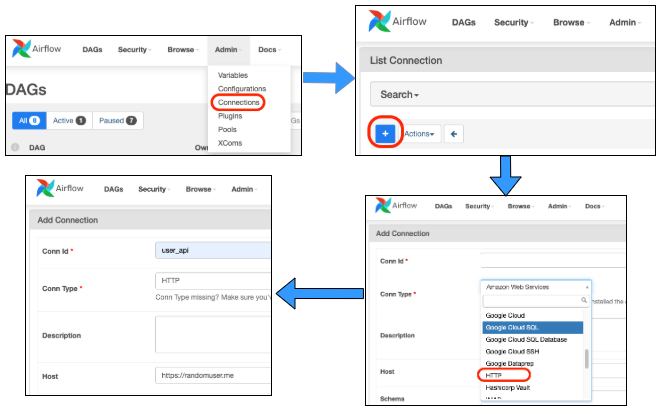 Airflow DAGs Security Browse Admin Docs
Variables
Configurations
Connections
Plugins
Pools
XComs
DAGs
All 8 Active 1 Paused 7
DAG
Airflow DAGs Security Browse Admin
List Connection
Search
+ Actions
Airflow DAGs Security Browse Admin Docs
Add Connection
Conn Id *
Conn Type *
Amazon Web Services
Google Cloud
Google Cloud SQL
Google Cloud SQL Database
Google Cloud SSH
Google Dataprep
HTTP
Hashicorp Vault
installed the
Description
Host
Schema
Airflow DAGs Security Browse Admin
Add Connection
Conn Id * user_api
Conn Type * HTTP
Conn Type missing? Make sure you'
Description
Host https://randomuser.me